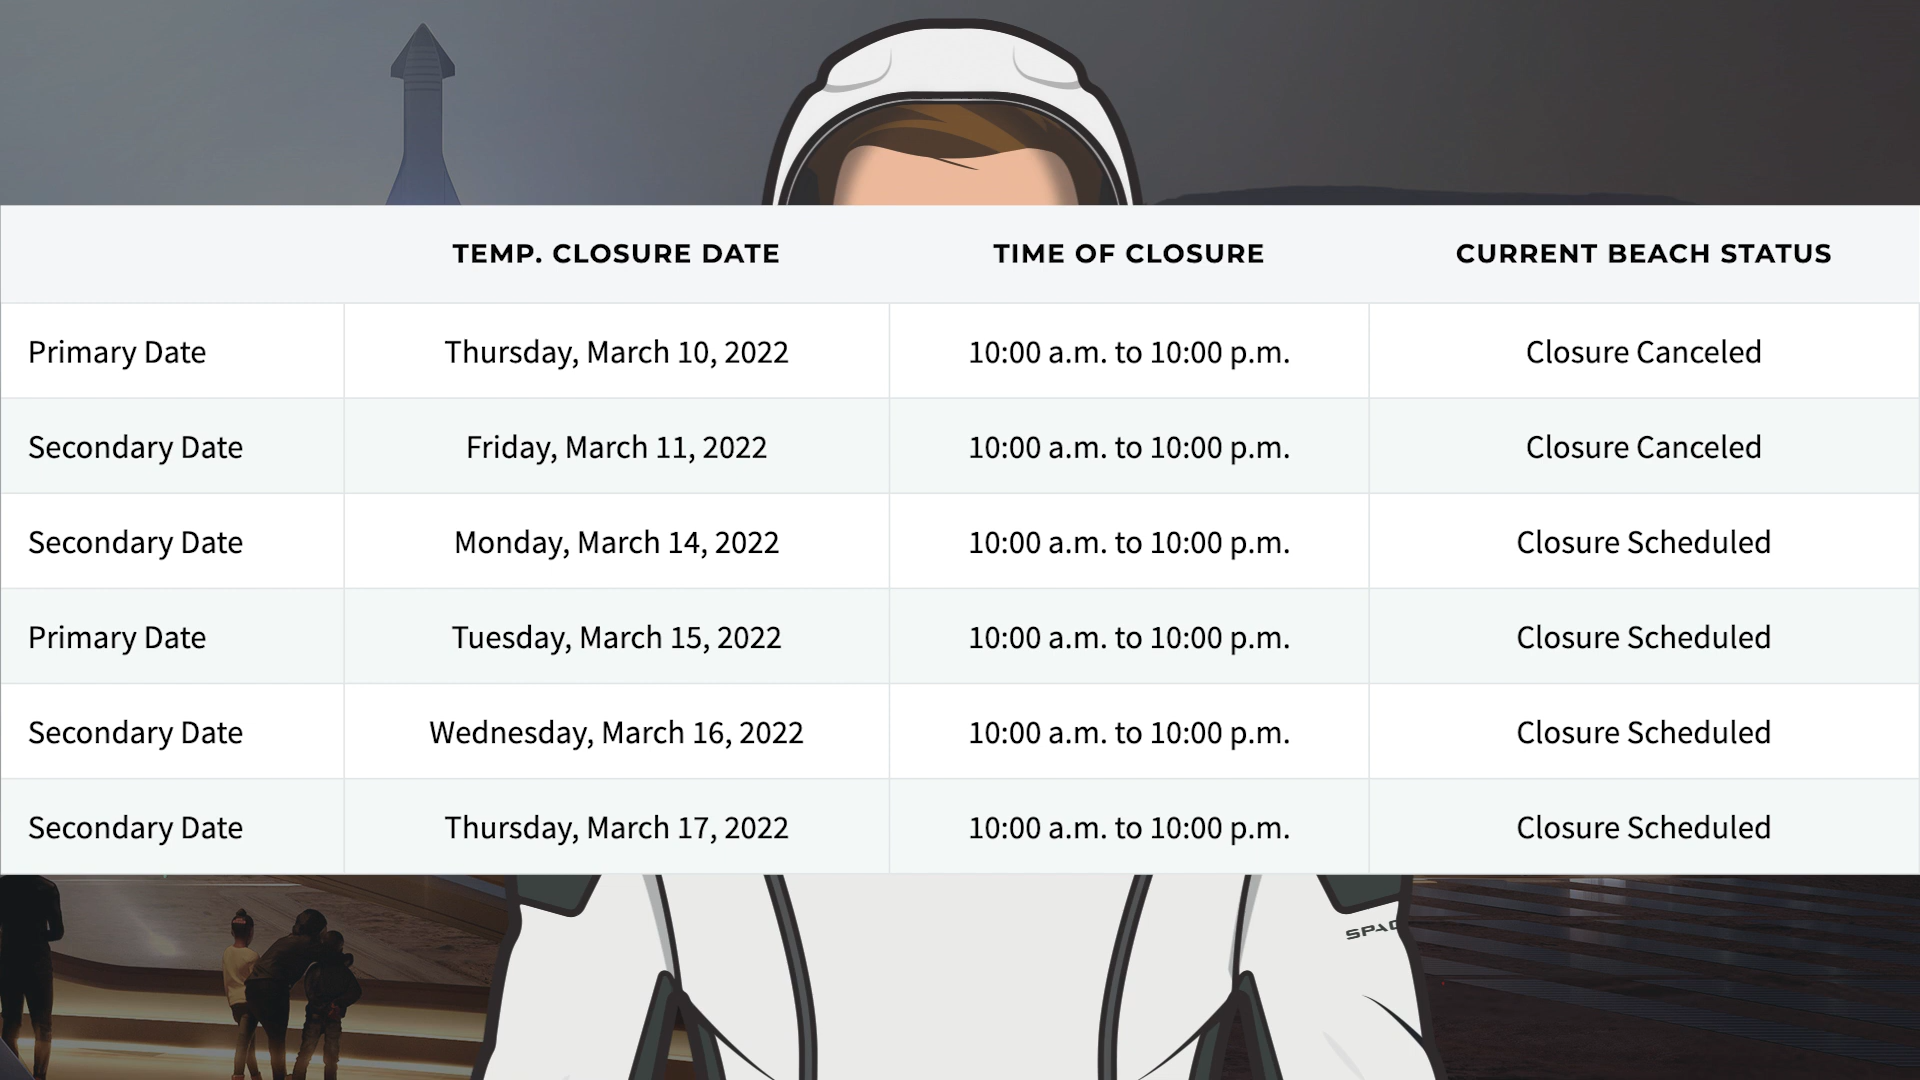 TEMP. CLOSURE DATE TIME OF CLOSURE CURRENT BEACH STATUS
Primary Date Thursday, March 10, 2022 10:00 a.m. to 10:00 p.m. Closure Canceled
Secondary Date Friday, March 11, 2022 10:00 a.m. to 10:00 p.m. Closure Canceled
Secondary Date Monday, March 14, 2022 10:00 a.m. to 10:00 p.m. Closure Scheduled
Primary Date Tuesday, March 15, 2022 10:00 a.m. to 10:00 p.m. Closure Scheduled
Secondary Date Wednesday, March 16, 2022 10:00 a.m. to 10:00 p.m. Closure Scheduled
Secondary Date Thursday, March 17, 2022 10:00 a.m. to 10:00 p.m. Closure Scheduled
SPAC